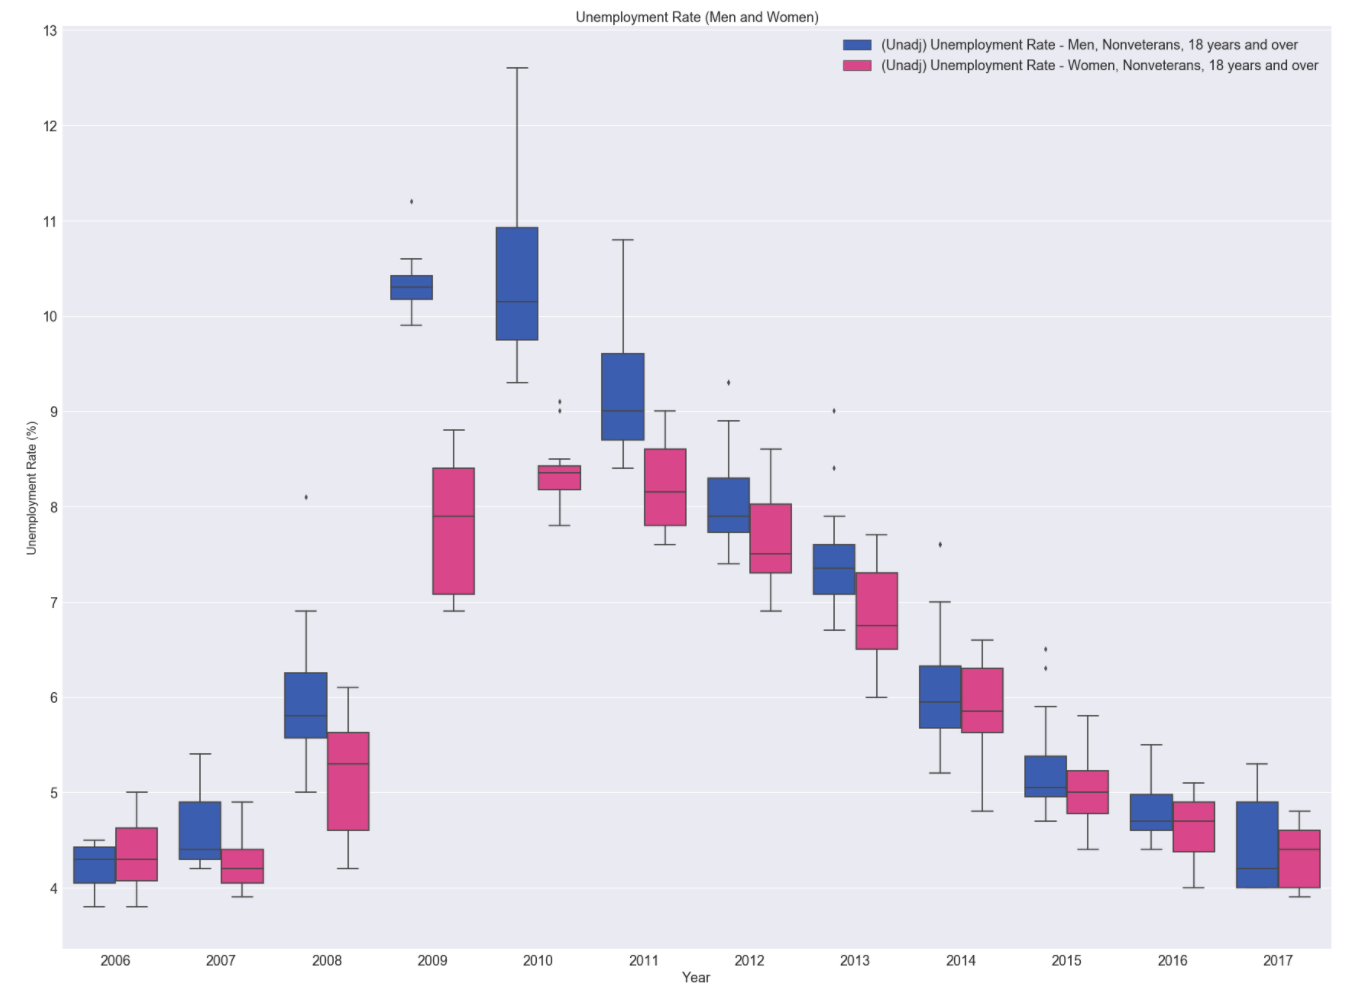 Unemployment Rate (Men and Women)
(Unadj) Unemployment Rate - Men, Nonveterans, 18 years and over
(Unadj) Unemployment Rate - Women, Nonveterans, 18 years and over
13
12
11
10
9
8
7
6
5
4
Unemployment Rate (%)
2006 2007 2008 2009 2010 2011 2012 2013 2014 2015 2016 2017
Year